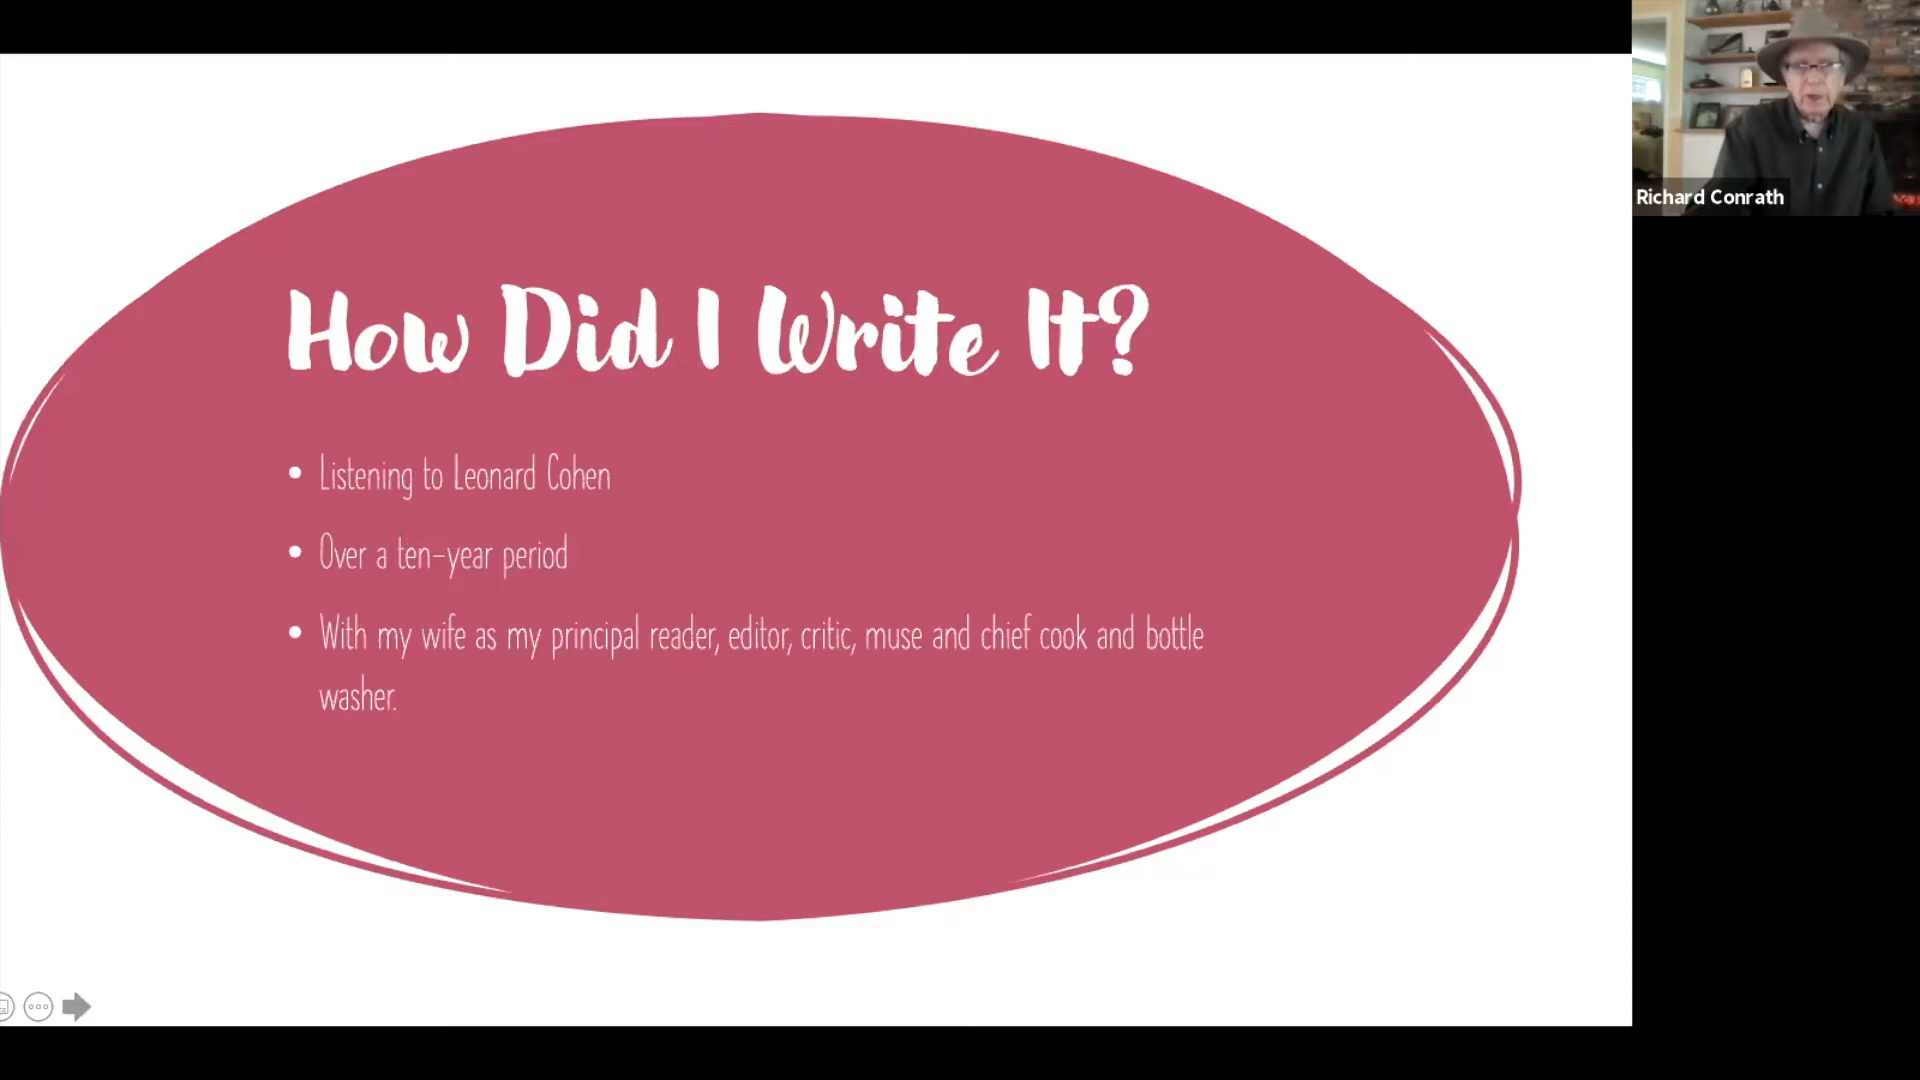 How Did I Write It?
• Listening to Leonard Cohen
• Over a ten-year period
• With my wife as my principal reader, editor, critic, muse and chief cook and bottle
washer.
Richard Conrath